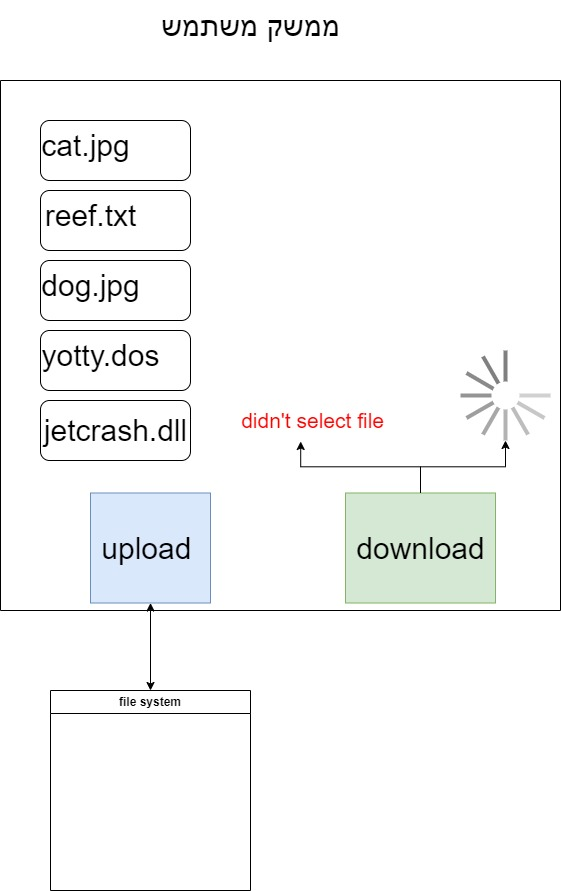 ממשק משתמש
cat.jpg
reef.txt
dog.jpg
yotty.dos
jetcrash.dll
didn't select file
upload
download
file system